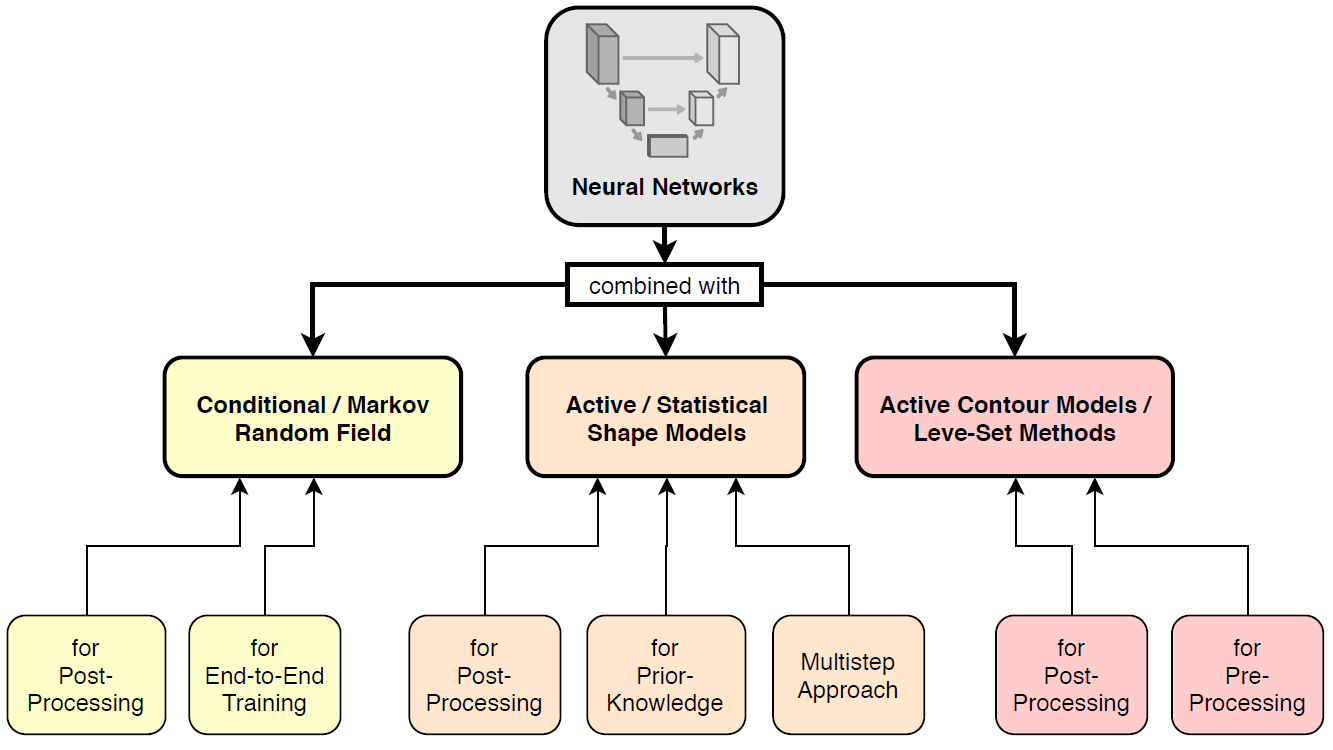 Neural Networks
combined with
Conditional / Markov
Random Field
Active / Statistical
Shape Models
Active Contour Models /
Leve-Set Methods
for
Post-
Processing
for
End-to-End
Training
for
Post-
Processing
for
Prior-
Knowledge
Multistep
Approach
for
Post-
Processing
for
Pre-
Processing